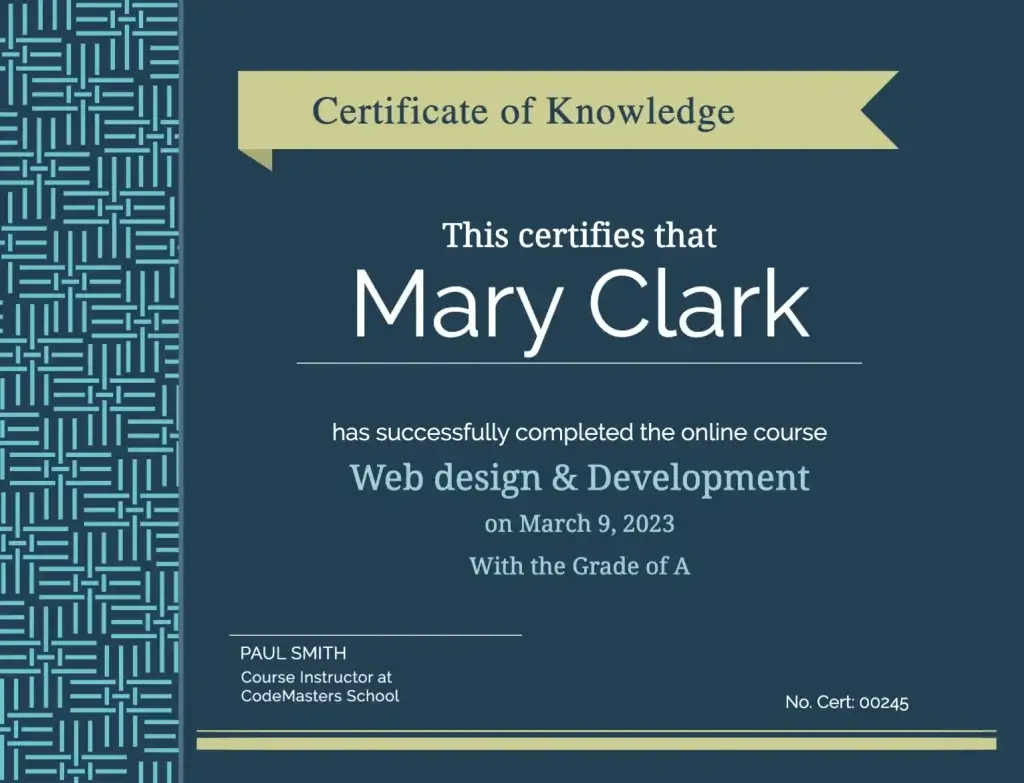 Certificate of Knowledge
This certifies that
Mary Clark
has successfully completed the online course
Web design & Development
on March 9, 2023
With the Grade of A
PAUL SMITH
Course Instructor at
CodeMasters School
No. Cert: 00245